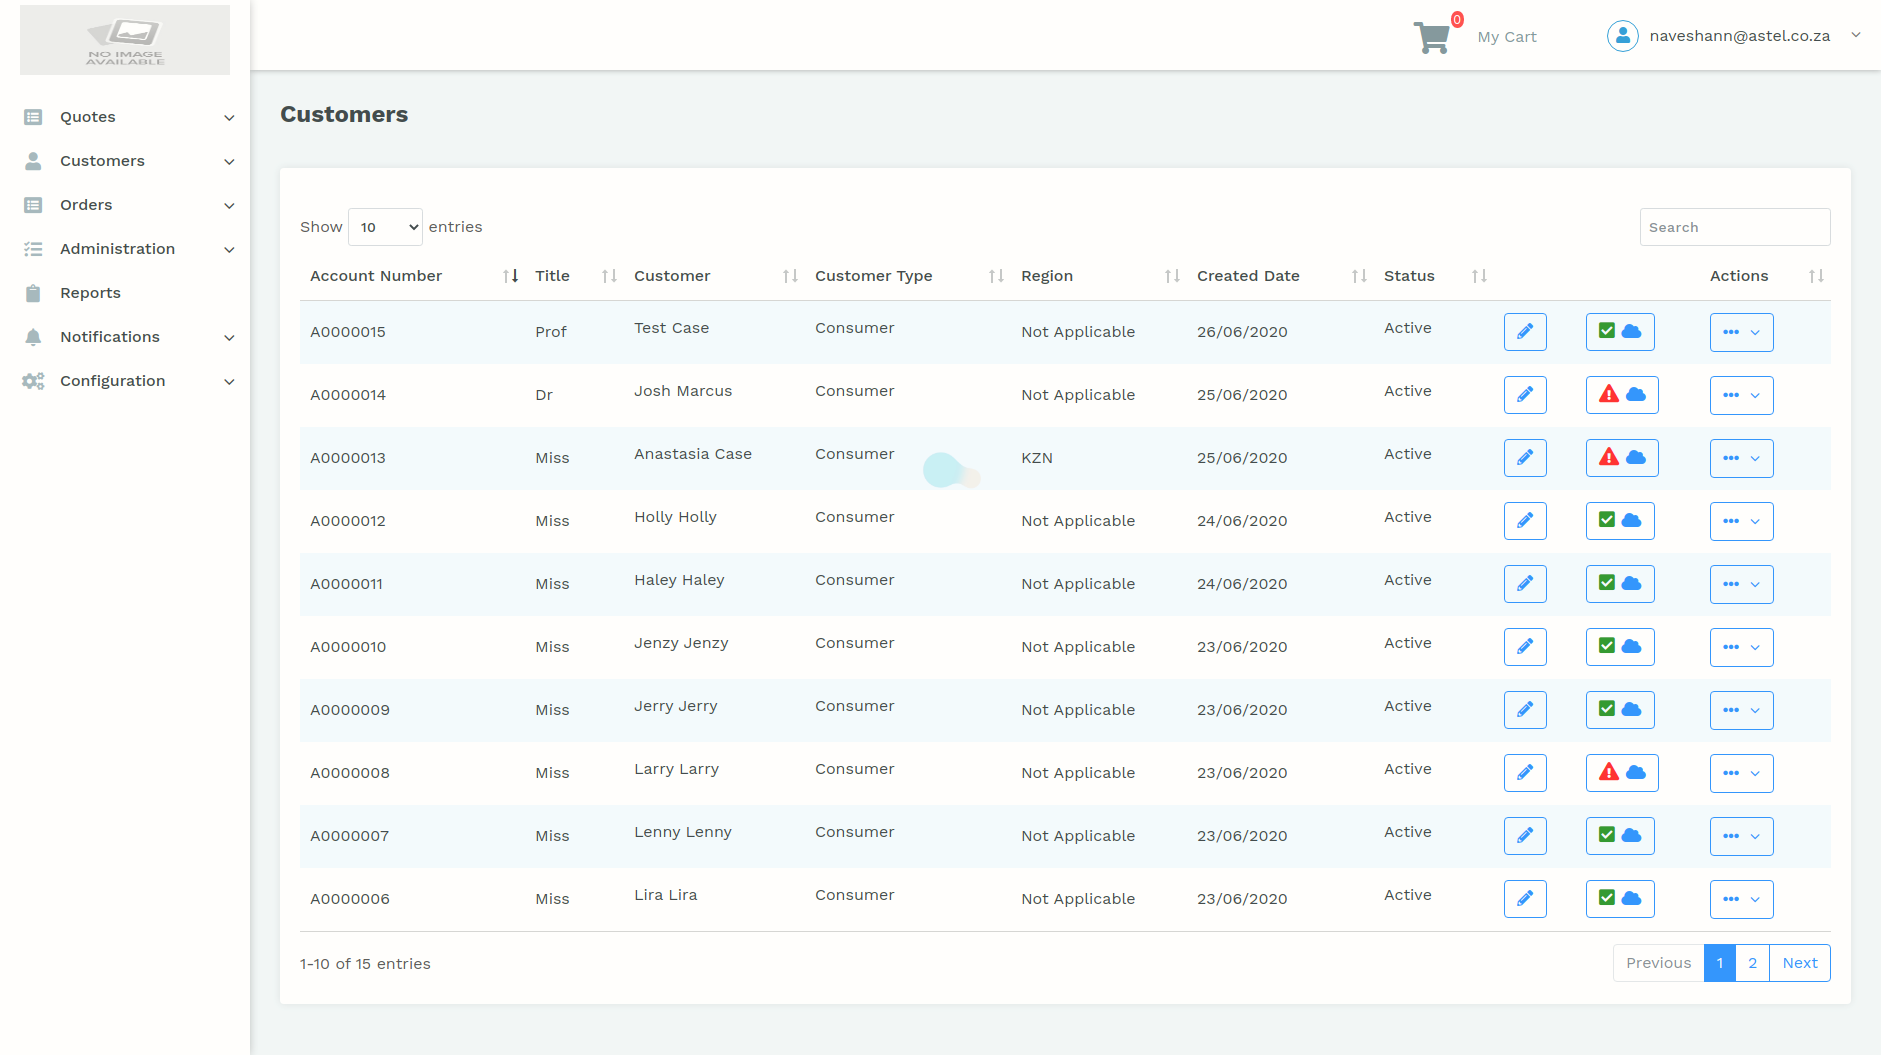 NO IMAGE
AVAILABLE
0
My Cart
naveshann@astel.co.za
Quotes
Customers
Orders
Administration
Reports
Notifications
Configuration
Customers
Show 10 entries
Search
Account Number Title Customer Customer Type Region Created Date Status Actions
A0000015 Prof Test Case Consumer Not Applicable 26/06/2020 Active
A0000014 Dr Josh Marcus Consumer Not Applicable 25/06/2020 Active
A0000013 Miss Anastasia Case Consumer KZN 25/06/2020 Active
A0000012 Miss Holly Holly Consumer Not Applicable 24/06/2020 Active
A0000011 Miss Haley Haley Consumer Not Applicable 24/06/2020 Active
A0000010 Miss Jenzy Jenzy Consumer Not Applicable 23/06/2020 Active
A0000009 Miss Jerry Jerry Consumer Not Applicable 23/06/2020 Active
A0000008 Miss Larry Larry Consumer Not Applicable 23/06/2020 Active
A0000007 Miss Lenny Lenny Consumer Not Applicable 23/06/2020 Active
A0000006 Miss Lira Lira Consumer Not Applicable 23/06/2020 Active
1-10 of 15 entries
Previous 1 2 Next